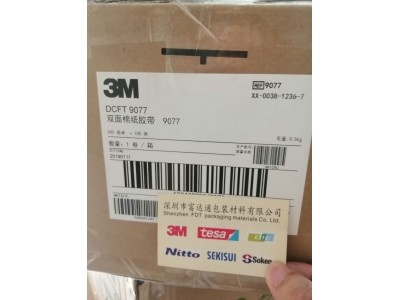 3M
9077
XX-0038-1236-7
DCFT 9077
双面棉纸胶带 9077
数量: 1 卷 / 箱
20190731
深圳市富达通包装材料有限公司
Shenzhen FDT packaging materials Co. Ltd.
3M tesa
Nitto SEKISUI Soken